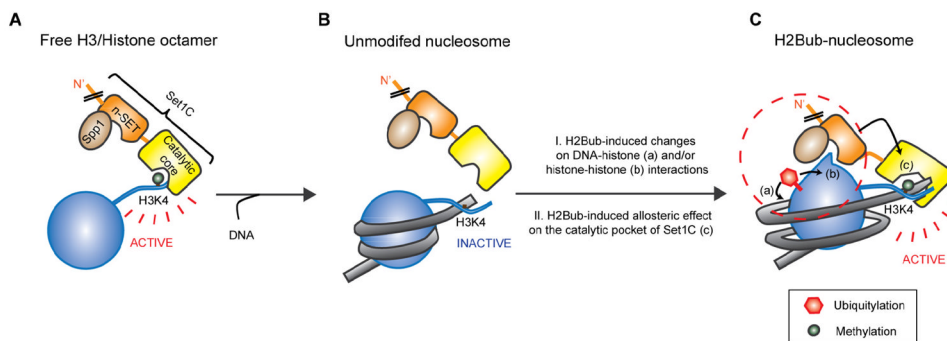 A
Free H3/Histone octamer
N'
Set1C
Spp1
n-SET
Catalytic
core
H3K4
ACTIVE
DNA
B
Unmodifed nucleosome
H3K4
INACTIVE
I. H2Bub-induced changes
on DNA-histone (a) and/or
histone-histone (b) interactions
II. H2Bub-induced allosteric effect
on the catalytic pocket of Set1C (c)
C
H2Bub-nucleosome
N'
(c)
(b)
(a)
H3K4
ACTIVE
Ubiquitylation
Methylation